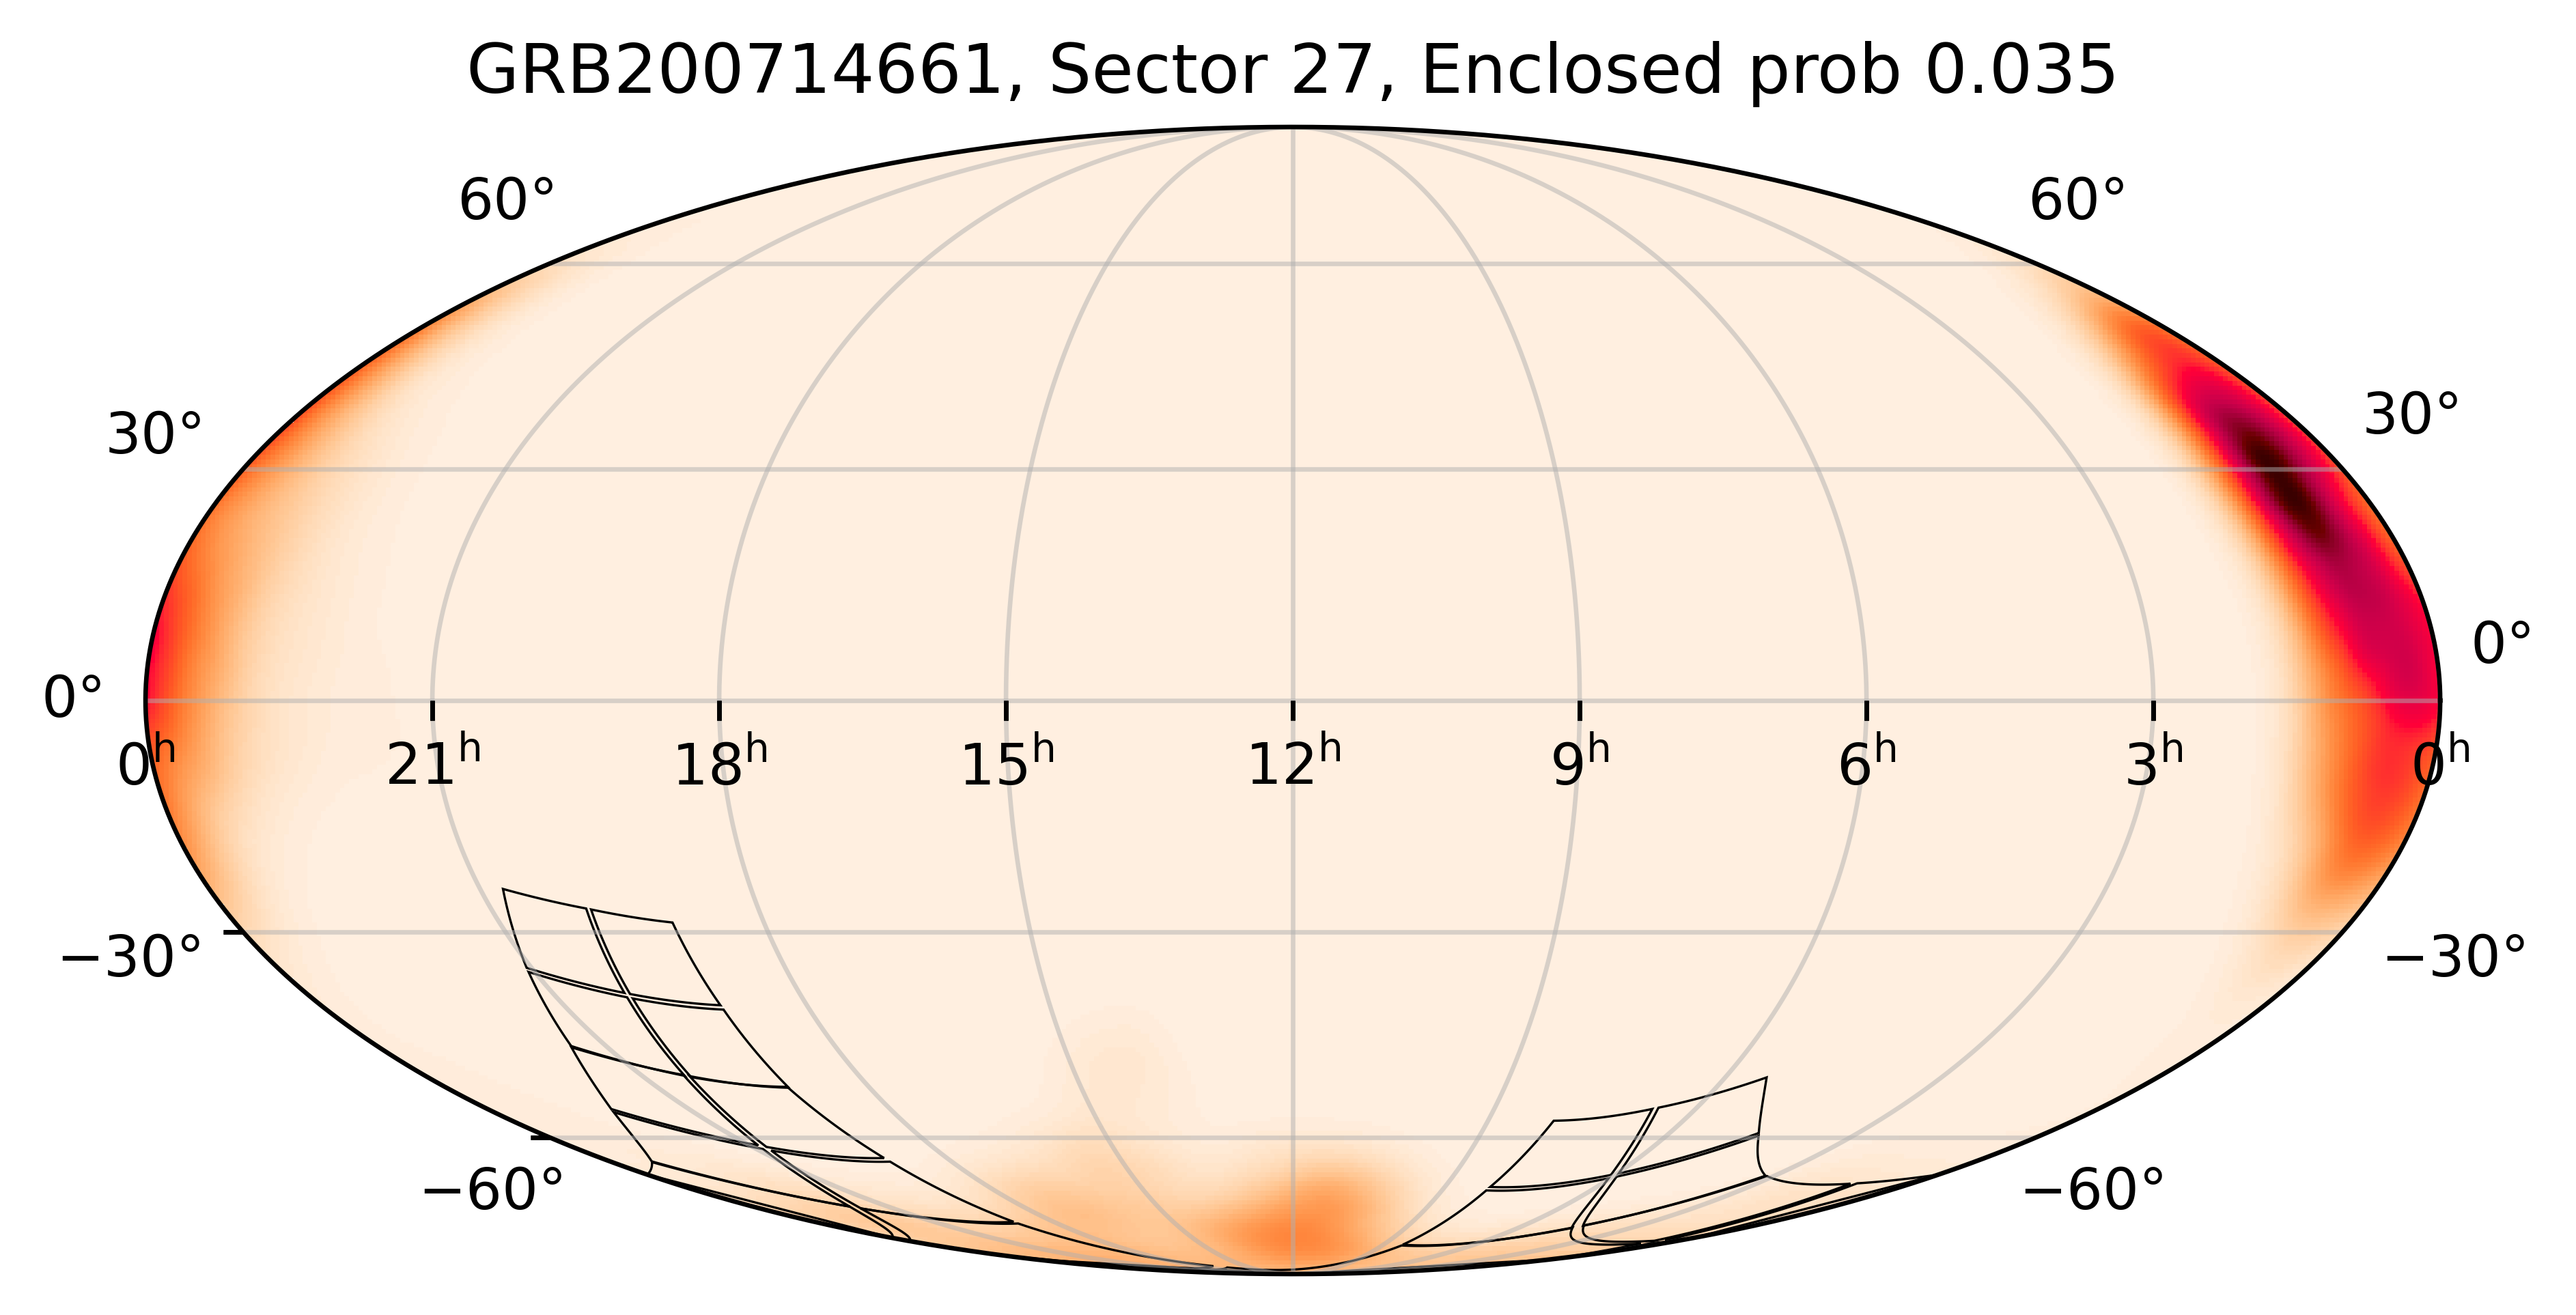 GRB200714661, Sector 27, Enclosed prob 0.035
60° 60°
30° 30°
0° 0°
0h 21h 18h 15h 12h 9h 6h 3h 0h
−30° −30°
−60° −60°